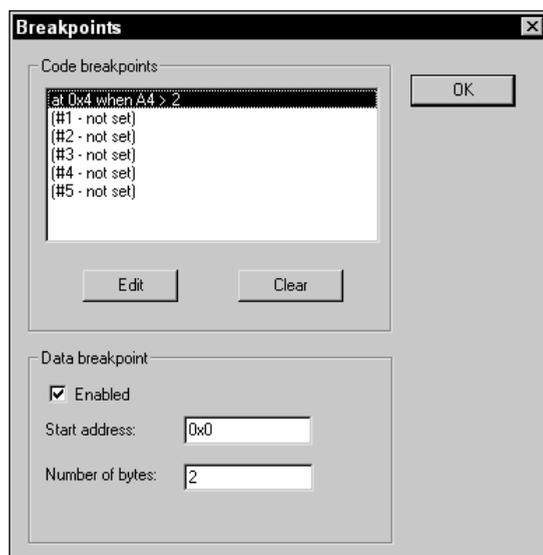 Breakpoints
Code breakpoints
OK
at 0x4 when A4 > 2
(#1 - not set)
(#2 - not set)
(#3 - not set)
(#4 - not set)
(#5 - not set)
Edit Clear
Data breakpoint
Enabled
Start address: 0x0
Number of bytes: 2